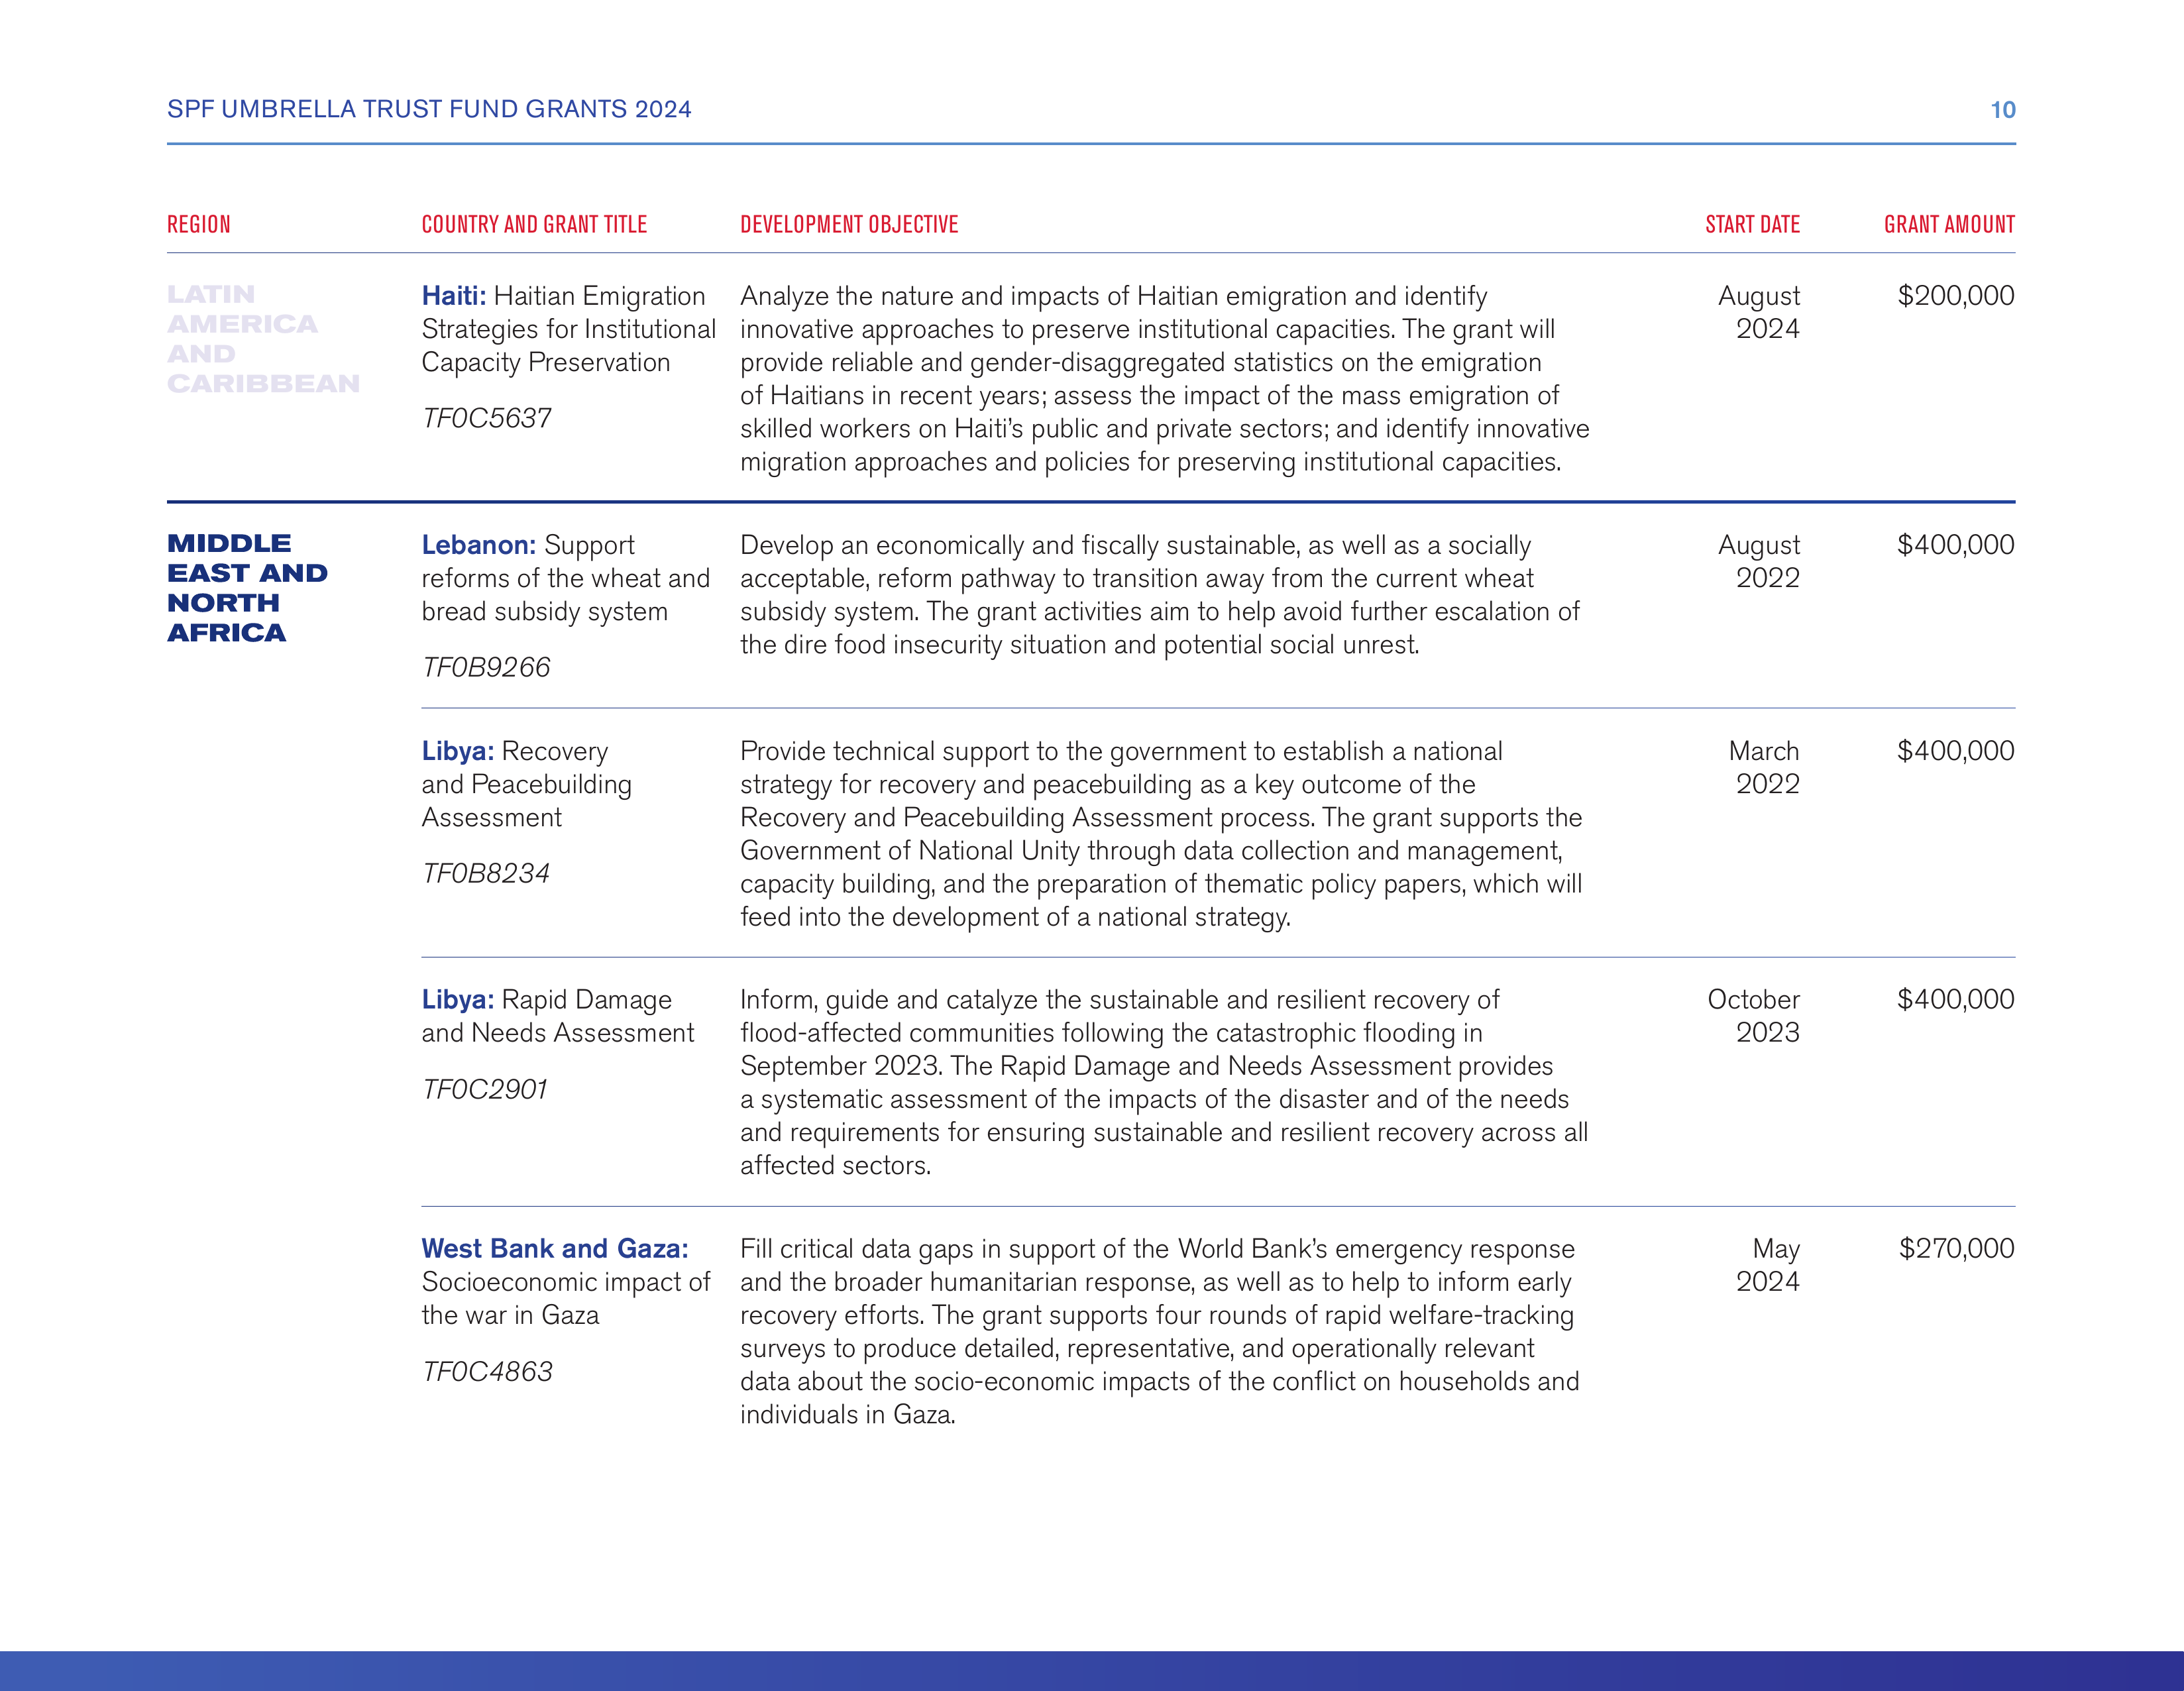 SPF UMBRELLA TRUST FUND GRANTS 2024
10
REGION
COUNTRY AND GRANT TITLE
DEVELOPMENT OBJECTIVE
START DATE
GRANT AMOUNT
LATIN
AMERICA
AND
CARIBBEAN
Haiti: Haitian Emigration
Strategies for Institutional
Capacity Preservation
TF0C5637
Analyze the nature and impacts of Haitian emigration and identify
innovative approaches to preserve institutional capacities. The grant will
provide reliable and gender-disaggregated statistics on the emigration
of Haitians in recent years; assess the impact of the mass emigration of
skilled workers on Haiti’s public and private sectors; and identify innovative
migration approaches and policies for preserving institutional capacities.
August
2024
$200,000
MIDDLE
EAST AND
NORTH
AFRICA
Lebanon: Support
reforms of the wheat and
bread subsidy system
TF0B9266
Develop an economically and fiscally sustainable, as well as a socially
acceptable, reform pathway to transition away from the current wheat
subsidy system. The grant activities aim to help avoid further escalation of
the dire food insecurity situation and potential social unrest.
August
2022
$400,000
Libya: Recovery
and Peacebuilding
Assessment
TF0B8234
Provide technical support to the government to establish a national
strategy for recovery and peacebuilding as a key outcome of the
Recovery and Peacebuilding Assessment process. The grant supports the
Government of National Unity through data collection and management,
capacity building, and the preparation of thematic policy papers, which will
feed into the development of a national strategy.
March
2022
$400,000
Libya: Rapid Damage
and Needs Assessment
TF0C2901
Inform, guide and catalyze the sustainable and resilient recovery of
flood-affected communities following the catastrophic flooding in
September 2023. The Rapid Damage and Needs Assessment provides
a systematic assessment of the impacts of the disaster and of the needs
and requirements for ensuring sustainable and resilient recovery across all
affected sectors.
October
2023
$400,000
West Bank and Gaza:
Socioeconomic impact of
the war in Gaza
TF0C4863
Fill critical data gaps in support of the World Bank’s emergency response
and the broader humanitarian response, as well as to help to inform early
recovery efforts. The grant supports four rounds of rapid welfare-tracking
surveys to produce detailed, representative, and operationally relevant
data about the socio-economic impacts of the conflict on households and
individuals in Gaza.
May
2024
$270,000